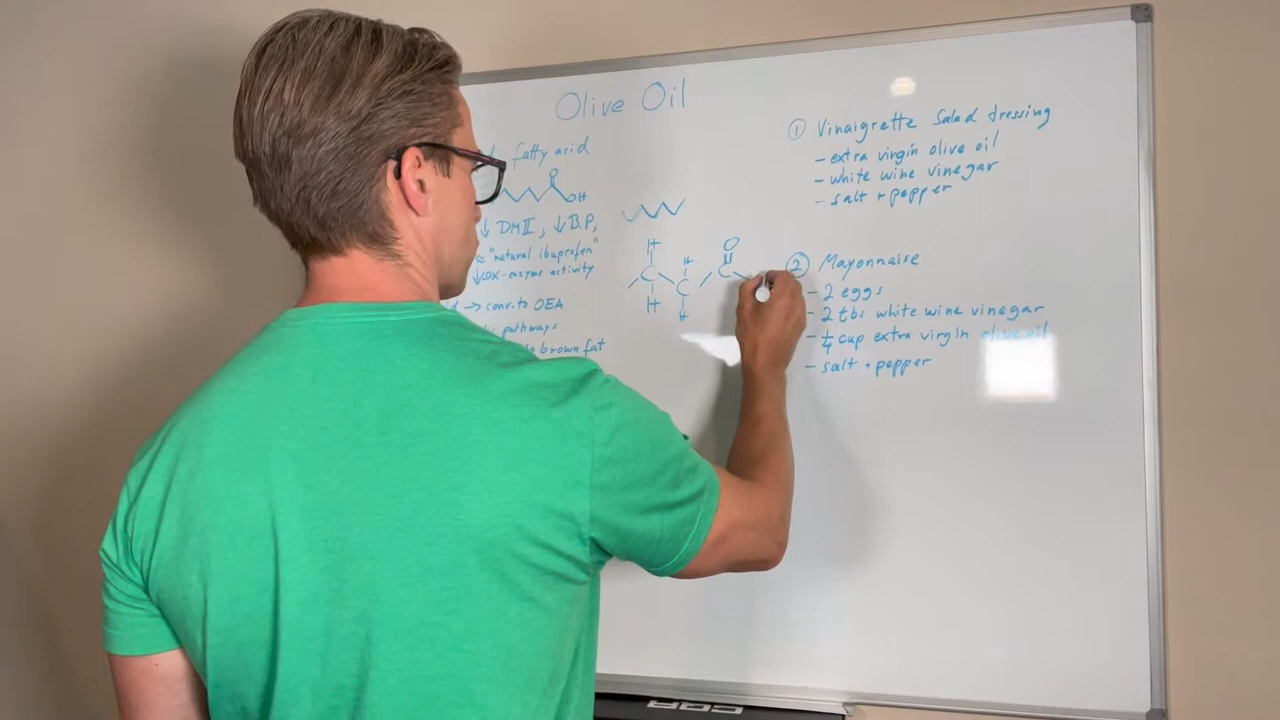 Olive Oil
fatty acid
O
OH
↓ DMII, ↓ B.P,
≈ "natural ibuprofen"
↓COX-enzyme activity
→ conv. to OEA
pathways
brown fat
H
H
C
C
H
H
O
C
① Vinaigrette Salad dressing
- extra virgin olive oil
- white wine vinegar
- salt + pepper
② Mayonnaise
- 2 eggs
- 2 tbs white wine vinegar
- 1/4 cup extra virgin olive oil
- salt + pepper